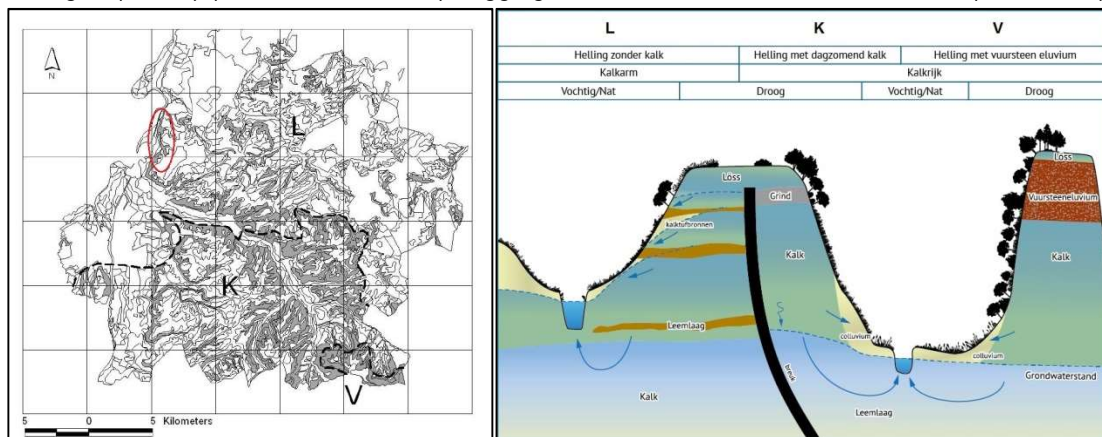 N
L
K
V
5 0 5 Kilometers
L K V
Helling zonder kalk Helling met dagzomend kalk Helling met vuursteen eluvium
Kalkarm Kalkrijk
Vochtig/Nat Droog Vochtig/Nat Droog
Löss
Löss
Grind
Vuursteeneluvium
kalktufbronnen
Kalk
Kalk
Leemlaag
colluvium
colluvium
breuk
Grondwaterstand
Kalk
Leemlaag